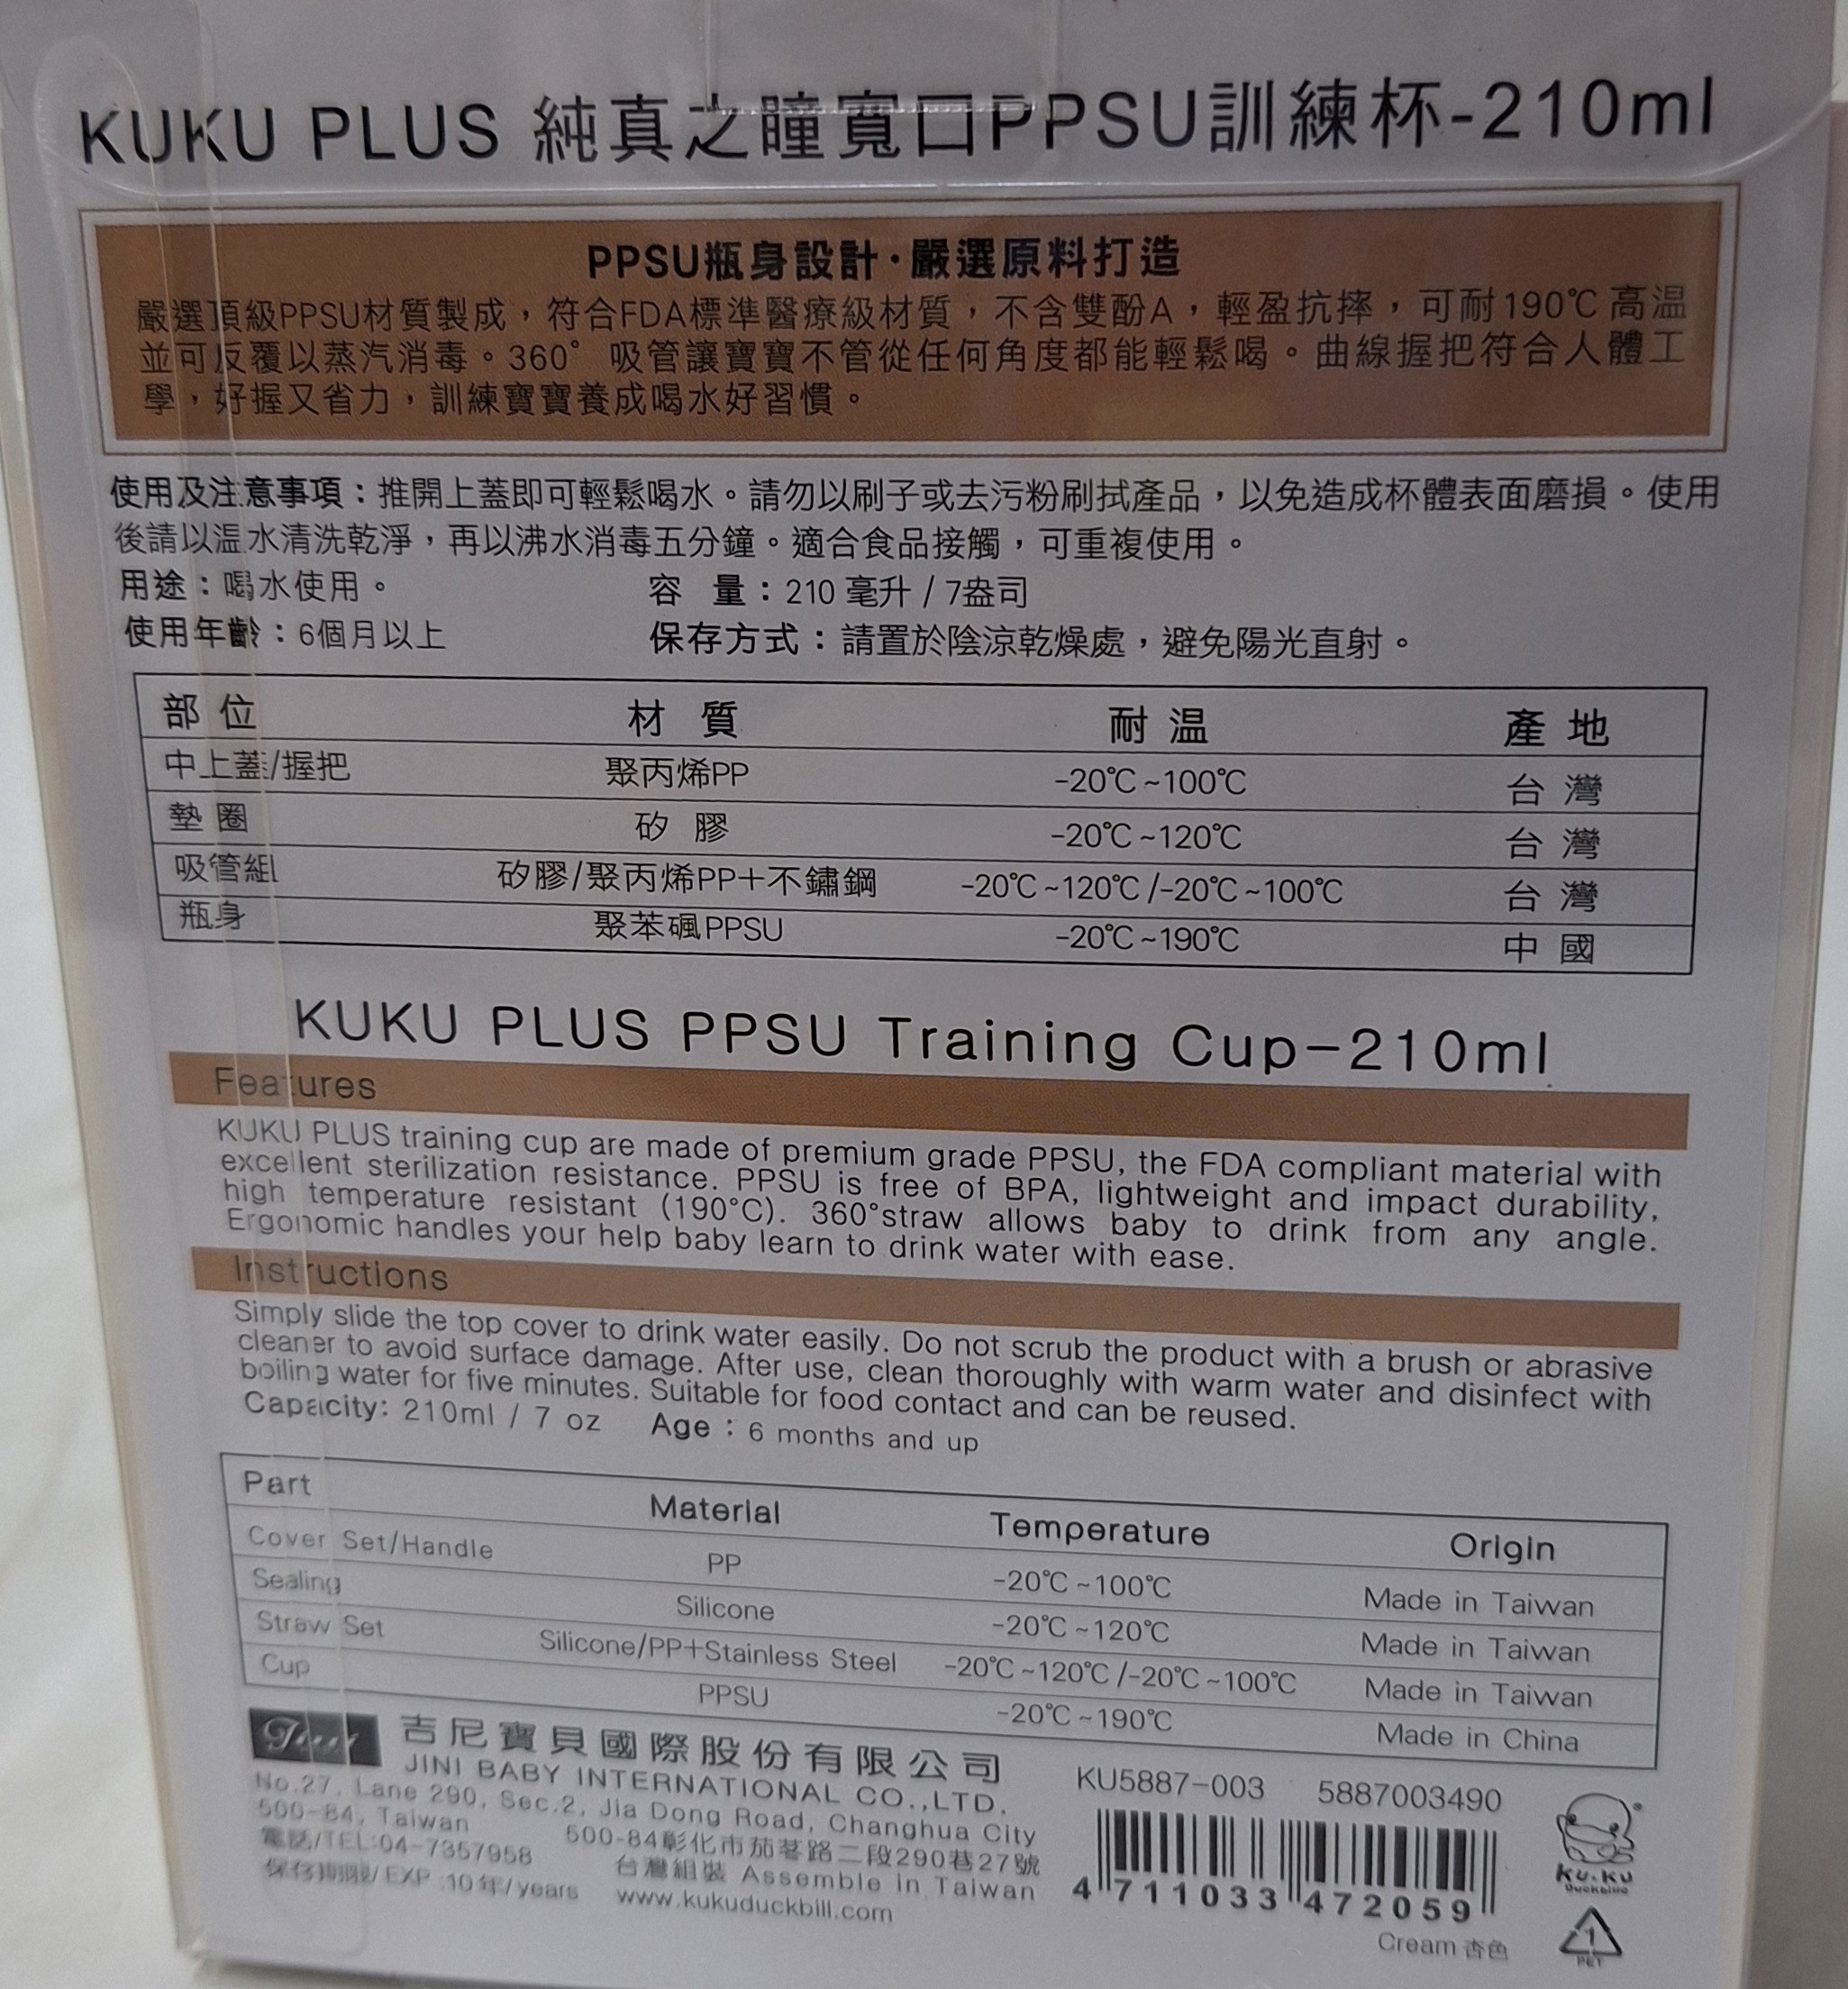 KUKU PLUS 純真之瞳寬口PPSU訓練杯-210ml
PPSU瓶身設計·嚴選原料打造
嚴選頂級PPSU材質製成，符合FDA標準醫療級材質，不含雙酚A，輕盈抗摔，可耐190℃高温
並可反覆以蒸汽消毒。360° 吸管讓寶寶不管從任何角度都能輕鬆喝。曲線握把符合人體工
學，好握又省力，訓練寶寶養成喝水好習慣。
使用及注意事項：推開上蓋即可輕鬆喝水。請勿以刷子或去污粉刷拭產品，以免造成杯體表面磨損。使用
後請以温水清洗乾淨，再以沸水消毒五分鐘。適合食品接觸，可重複使用。
用途：喝水使用。 容 量：210 毫升 / 7盎司
使用年齡：6個月以上 保存方式：請置於陰涼乾燥處，避免陽光直射。
部 位 材 質 耐 温 產 地
中上蓋/握把 聚丙烯PP -20℃~100℃ 台 灣
墊 圈 矽 膠 -20℃~120℃ 台 灣
吸管組 矽膠/聚丙烯PP+不鏽鋼 -20℃~120℃/-20℃~100℃ 台 灣
瓶身 聚苯砜PPSU -20℃~190℃ 中 國
KUKU PLUS PPSU Training Cup-210ml
Features
KUKU PLUS training cup are made of premium grade PPSU, the FDA compliant material with
excellent sterilization resistance. PPSU is free of BPA, lightweight and impact durability,
high temperature resistant (190°C). 360°straw allows baby to drink from any angle.
Ergonomic handles your help baby learn to drink water with ease.
Instructions
Simply slide the top cover to drink water easily. Do not scrub the product with a brush or abrasive
cleaner to avoid surface damage. After use, clean thoroughly with warm water and disinfect with
boiling water for five minutes. Suitable for food contact and can be reused.
Capacity: 210ml / 7 oz Age：6 months and up
Part Material Temperature Origin
Cover Set/Handle PP -20℃~100℃ Made in Taiwan
Sealing Silicone -20℃~120℃ Made in Taiwan
Straw Set Silicone/PP+Stainless Steel -20℃~120℃/-20℃~100℃ Made in Taiwan
Cup PPSU -20℃~190℃ Made in China
吉尼寶貝國際股份有限公司
JINI BABY INTERNATIONAL CO.,LTD.
No.27, Lane 290, Sec.2, Jia Dong Road, Changhua City
500-84, Taiwan 500-84彰化市茄苳路二段290巷27號
電話/TEL:04-7357958 台灣組裝 Assemble in Taiwan
保存期限/EXP :10年/years www.kukuduckbill.com
KU5887-003 5887003490
4 711033 472059
Cream 杏色
KU.KU
Duckbill®
1
PET